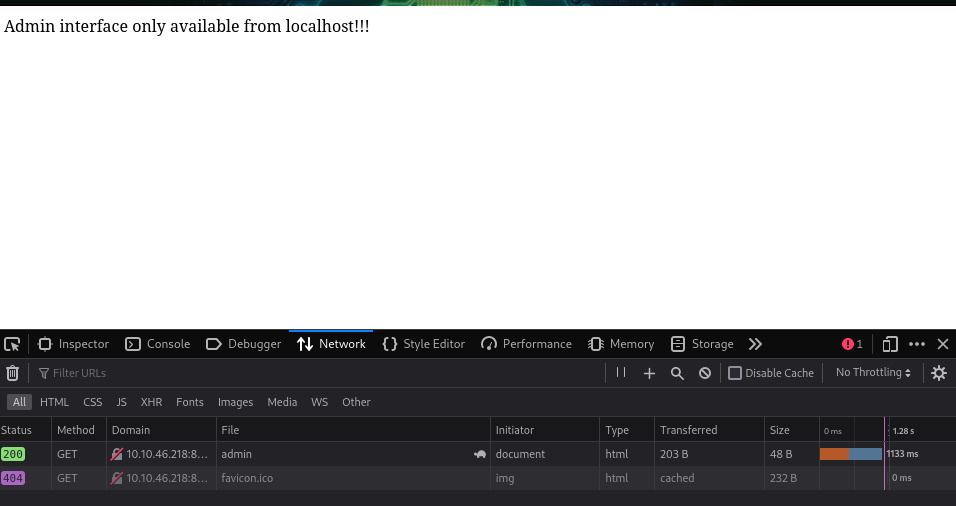 Admin interface only available from localhost!!!
Inspector Console Debugger Network Style Editor Performance Memory Storage 1
Filter URLs Disable Cache No Throttling
All HTML CSS JS XHR Fonts Images Media WS Other
Status Method Domain File Initiator Type Transferred Size 0 ms 1.28 s
200 GET 10.10.46.218:8... admin document html 203 B 48 B 1133 ms
404 GET 10.10.46.218:8... favicon.ico img html cached 232 B 0 ms